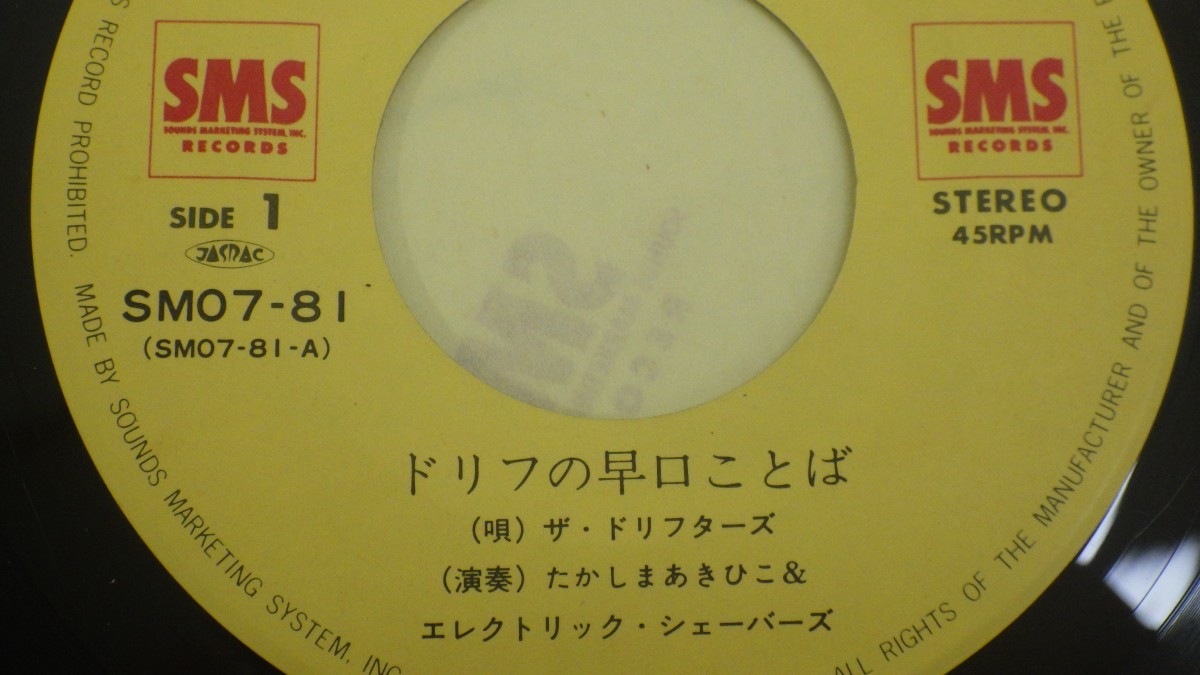 SMS
SOUNDS MARKETING SYSTEM, INC.
RECORDS
SIDE 1
JASRAC
SM07-81
(SM07-81-A)
SMS
SOUNDS MARKETING SYSTEM, INC.
RECORDS
STEREO
45RPM
ドリフの早口ことば
(唄)ザ・ドリフターズ
(演奏)たかしまあきひこ&
エレクトリック・シェーバーズ
RECORD PROHIBITED. MADE BY SOUNDS MARKETING SYSTEM, INC
ALL RIGHTS OF THE MANUFACTURER AND OF THE OWNER OF THE